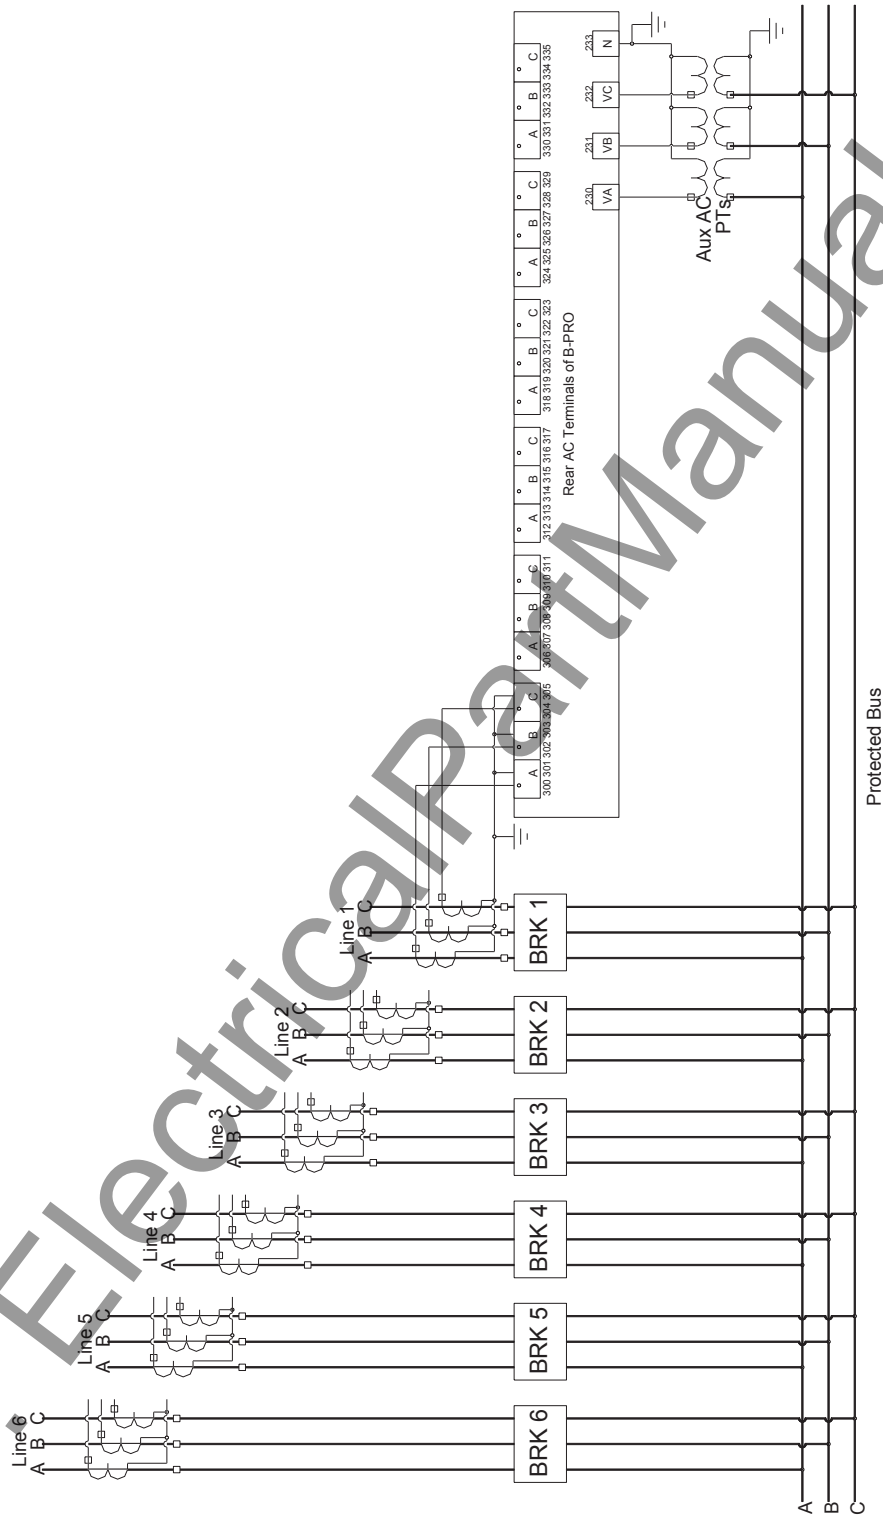 Line 6
A B C
Line 5
A B C
Line 4
A B C
Line 3
A B C
Line 2
A B C
Line 1
A B C
BRK 6
BRK 5
BRK 4
BRK 3
BRK 2
BRK 1
A B C
300 301 302 303 304 305
A B C
306 307 308 309 310 311
A B C
312 313 314 315 316 317
A B C
318 319 320 321 322 323
A B C
324 325 326 327 328 329
A B C
330 331 332 333 334 335
Rear AC Terminals of B-PRO
230 231 232 233
VA VB VC N
Aux AC
PTs
A
B
C
Protected Bus
.ElectricalPartManual